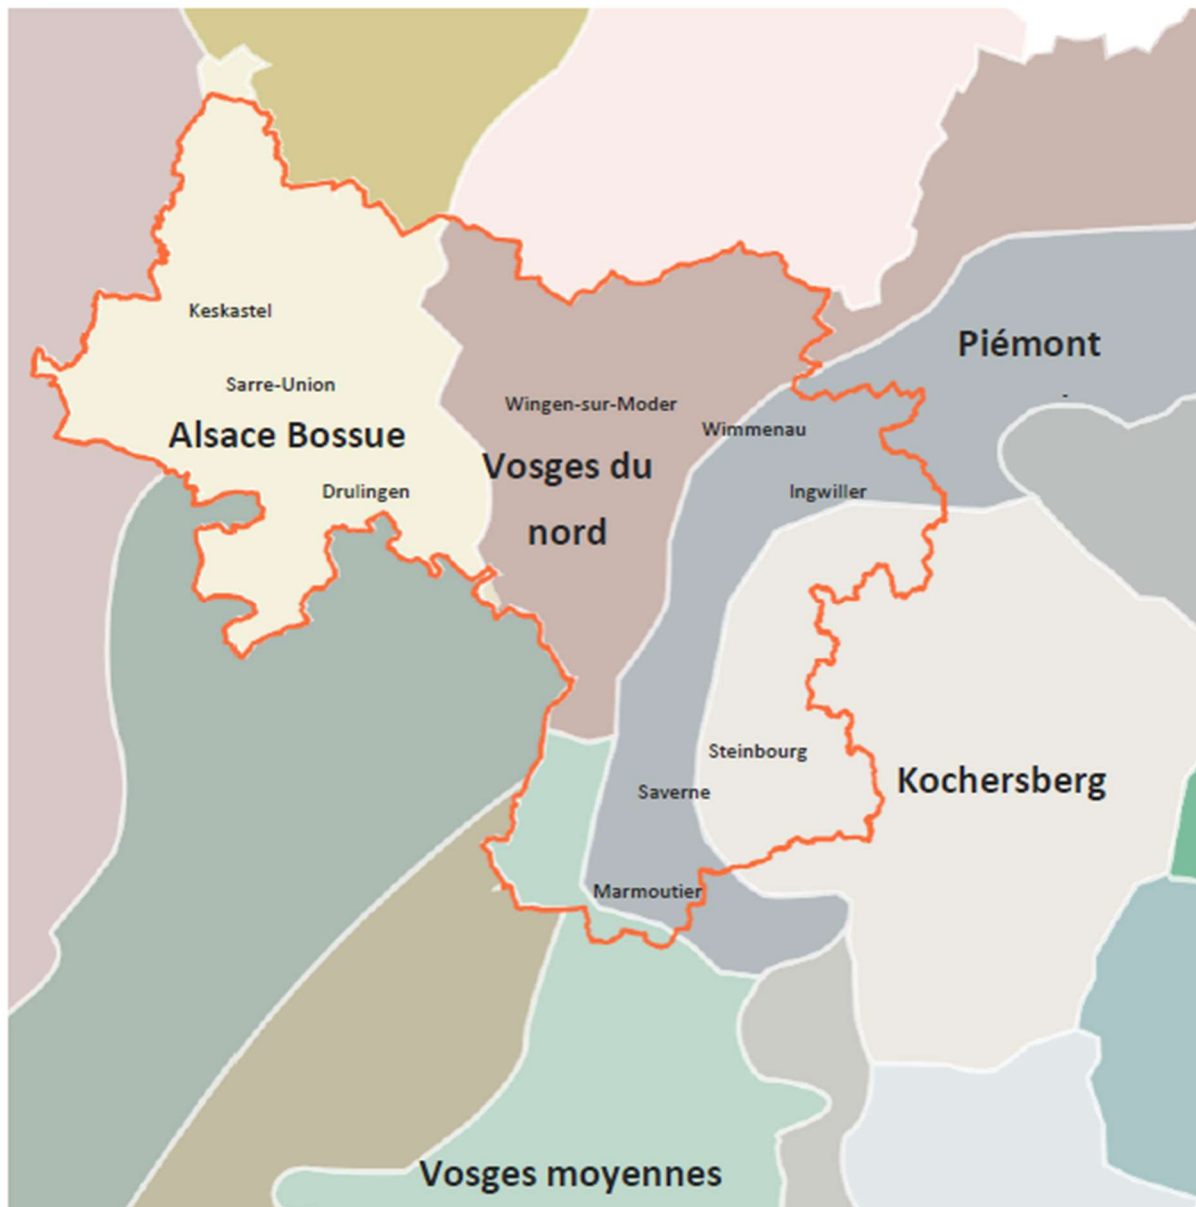 Keskastel
Piémont
-
Sarre-Union
Wingen-sur-Moder
Wimmenau
Alsace Bossue
Vosges du
nord
Drulingen
Ingwiller
Steinbourg
Kochersberg
Saverne
Marmoutier
Vosges moyennes